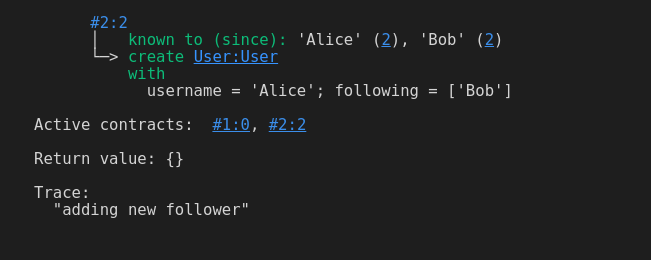 #2:2
│   known to (since): 'Alice' (2), 'Bob' (2)
└─> create User:User
    with
      username = 'Alice'; following = ['Bob']
Active contracts:  #1:0, #2:2
Return value: {}
Trace:
  "adding new follower"